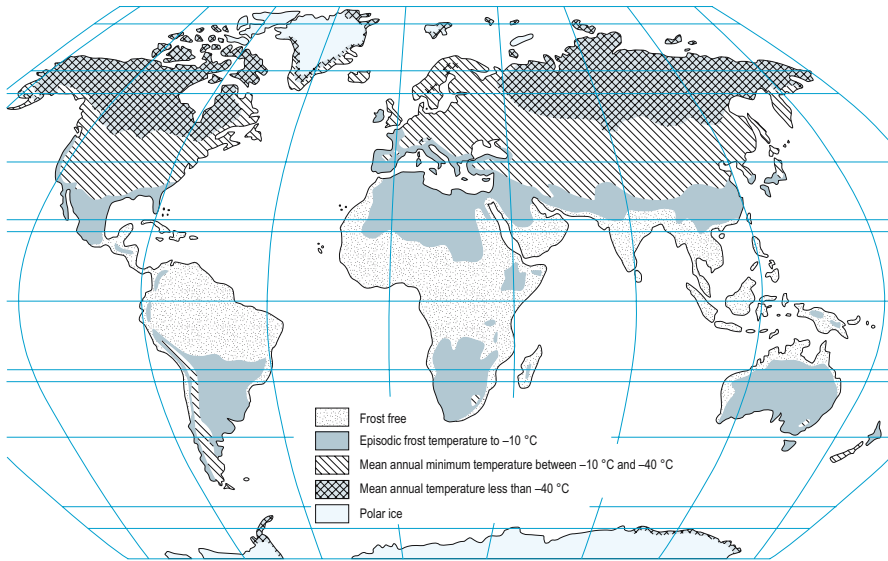 Frost free
Episodic frost temperature to –10 °C
Mean annual minimum temperature between –10 °C and –40 °C
Mean annual temperature less than –40 °C
Polar ice